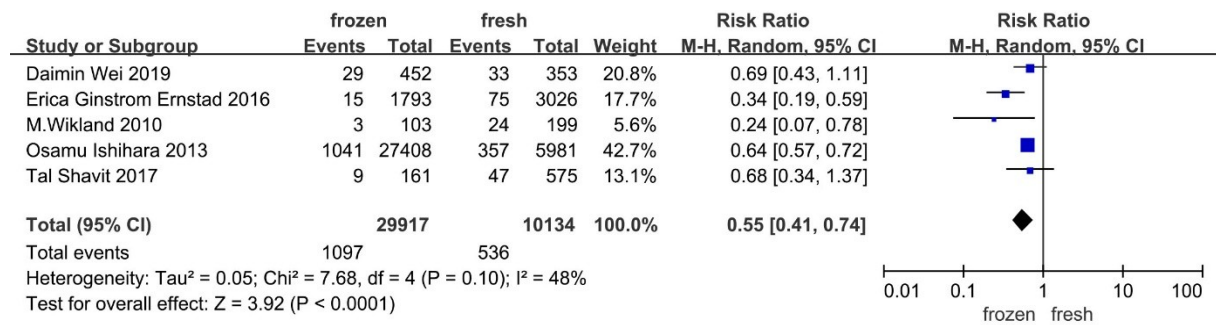 frozen fresh Risk Ratio Risk Ratio
Study or Subgroup Events Total Events Total Weight M-H, Random, 95% CI M-H, Random, 95% CI
Daimin Wei 2019 29 452 33 353 20.8% 0.69 [0.43, 1.11]
Erica Ginstrom Ernstad 2016 15 1793 75 3026 17.7% 0.34 [0.19, 0.59]
M.Wikland 2010 3 103 24 199 5.6% 0.24 [0.07, 0.78]
Osamu Ishihara 2013 1041 27408 357 5981 42.7% 0.64 [0.57, 0.72]
Tal Shavit 2017 9 161 47 575 13.1% 0.68 [0.34, 1.37]
Total (95% CI) 29917 10134 100.0% 0.55 [0.41, 0.74]
Total events 1097 536
Heterogeneity: Tau² = 0.05; Chi² = 7.68, df = 4 (P = 0.10); I² = 48%
Test for overall effect: Z = 3.92 (P < 0.0001)
0.01 0.1 1 10 100
frozen fresh